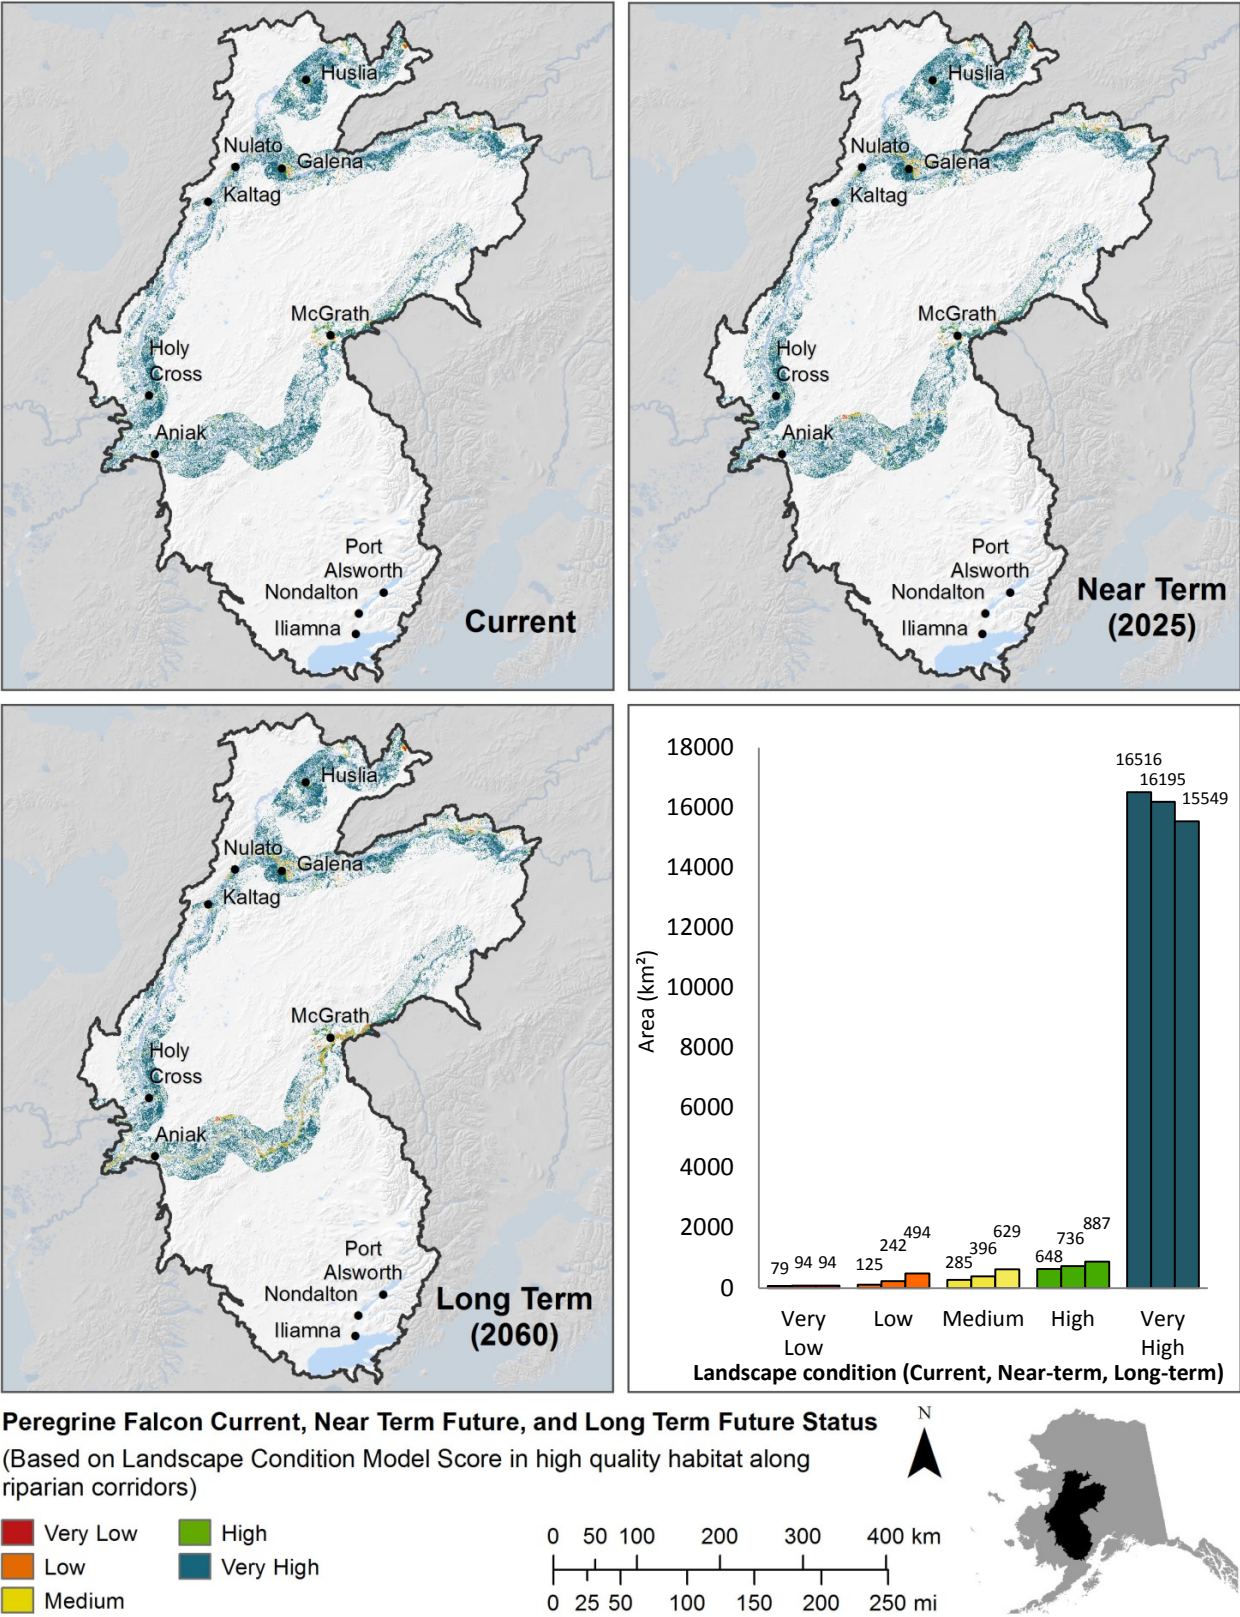 Huslia
Nulato
Galena
Kaltag
McGrath
Holy
Cross
Aniak
Port
Alsworth
Nondalton
Iliamna
Current
Huslia
Nulato
Galena
Kaltag
McGrath
Holy
Cross
Aniak
Port
Alsworth
Nondalton
Iliamna
Near Term
(2025)
Huslia
Nulato
Galena
Kaltag
McGrath
Holy
Cross
Aniak
Port
Alsworth
Nondalton
Iliamna
Long Term
(2060)
18000
16000
14000
12000
10000
8000
6000
4000
2000
0
Area (km²)
79 94 94
125
242
494
285
396
629
648
736
887
16516
16195
15549
Very
Low
Low
Medium
High
Very
High
Landscape condition (Current, Near-term, Long-term)
Peregrine Falcon Current, Near Term Future, and Long Term Future Status
(Based on Landscape Condition Model Score in high quality habitat along
riparian corridors)
Very Low
Low
Medium
High
Very High
0 50 100 200 300 400 km
0 25 50 100 150 200 250 mi
N